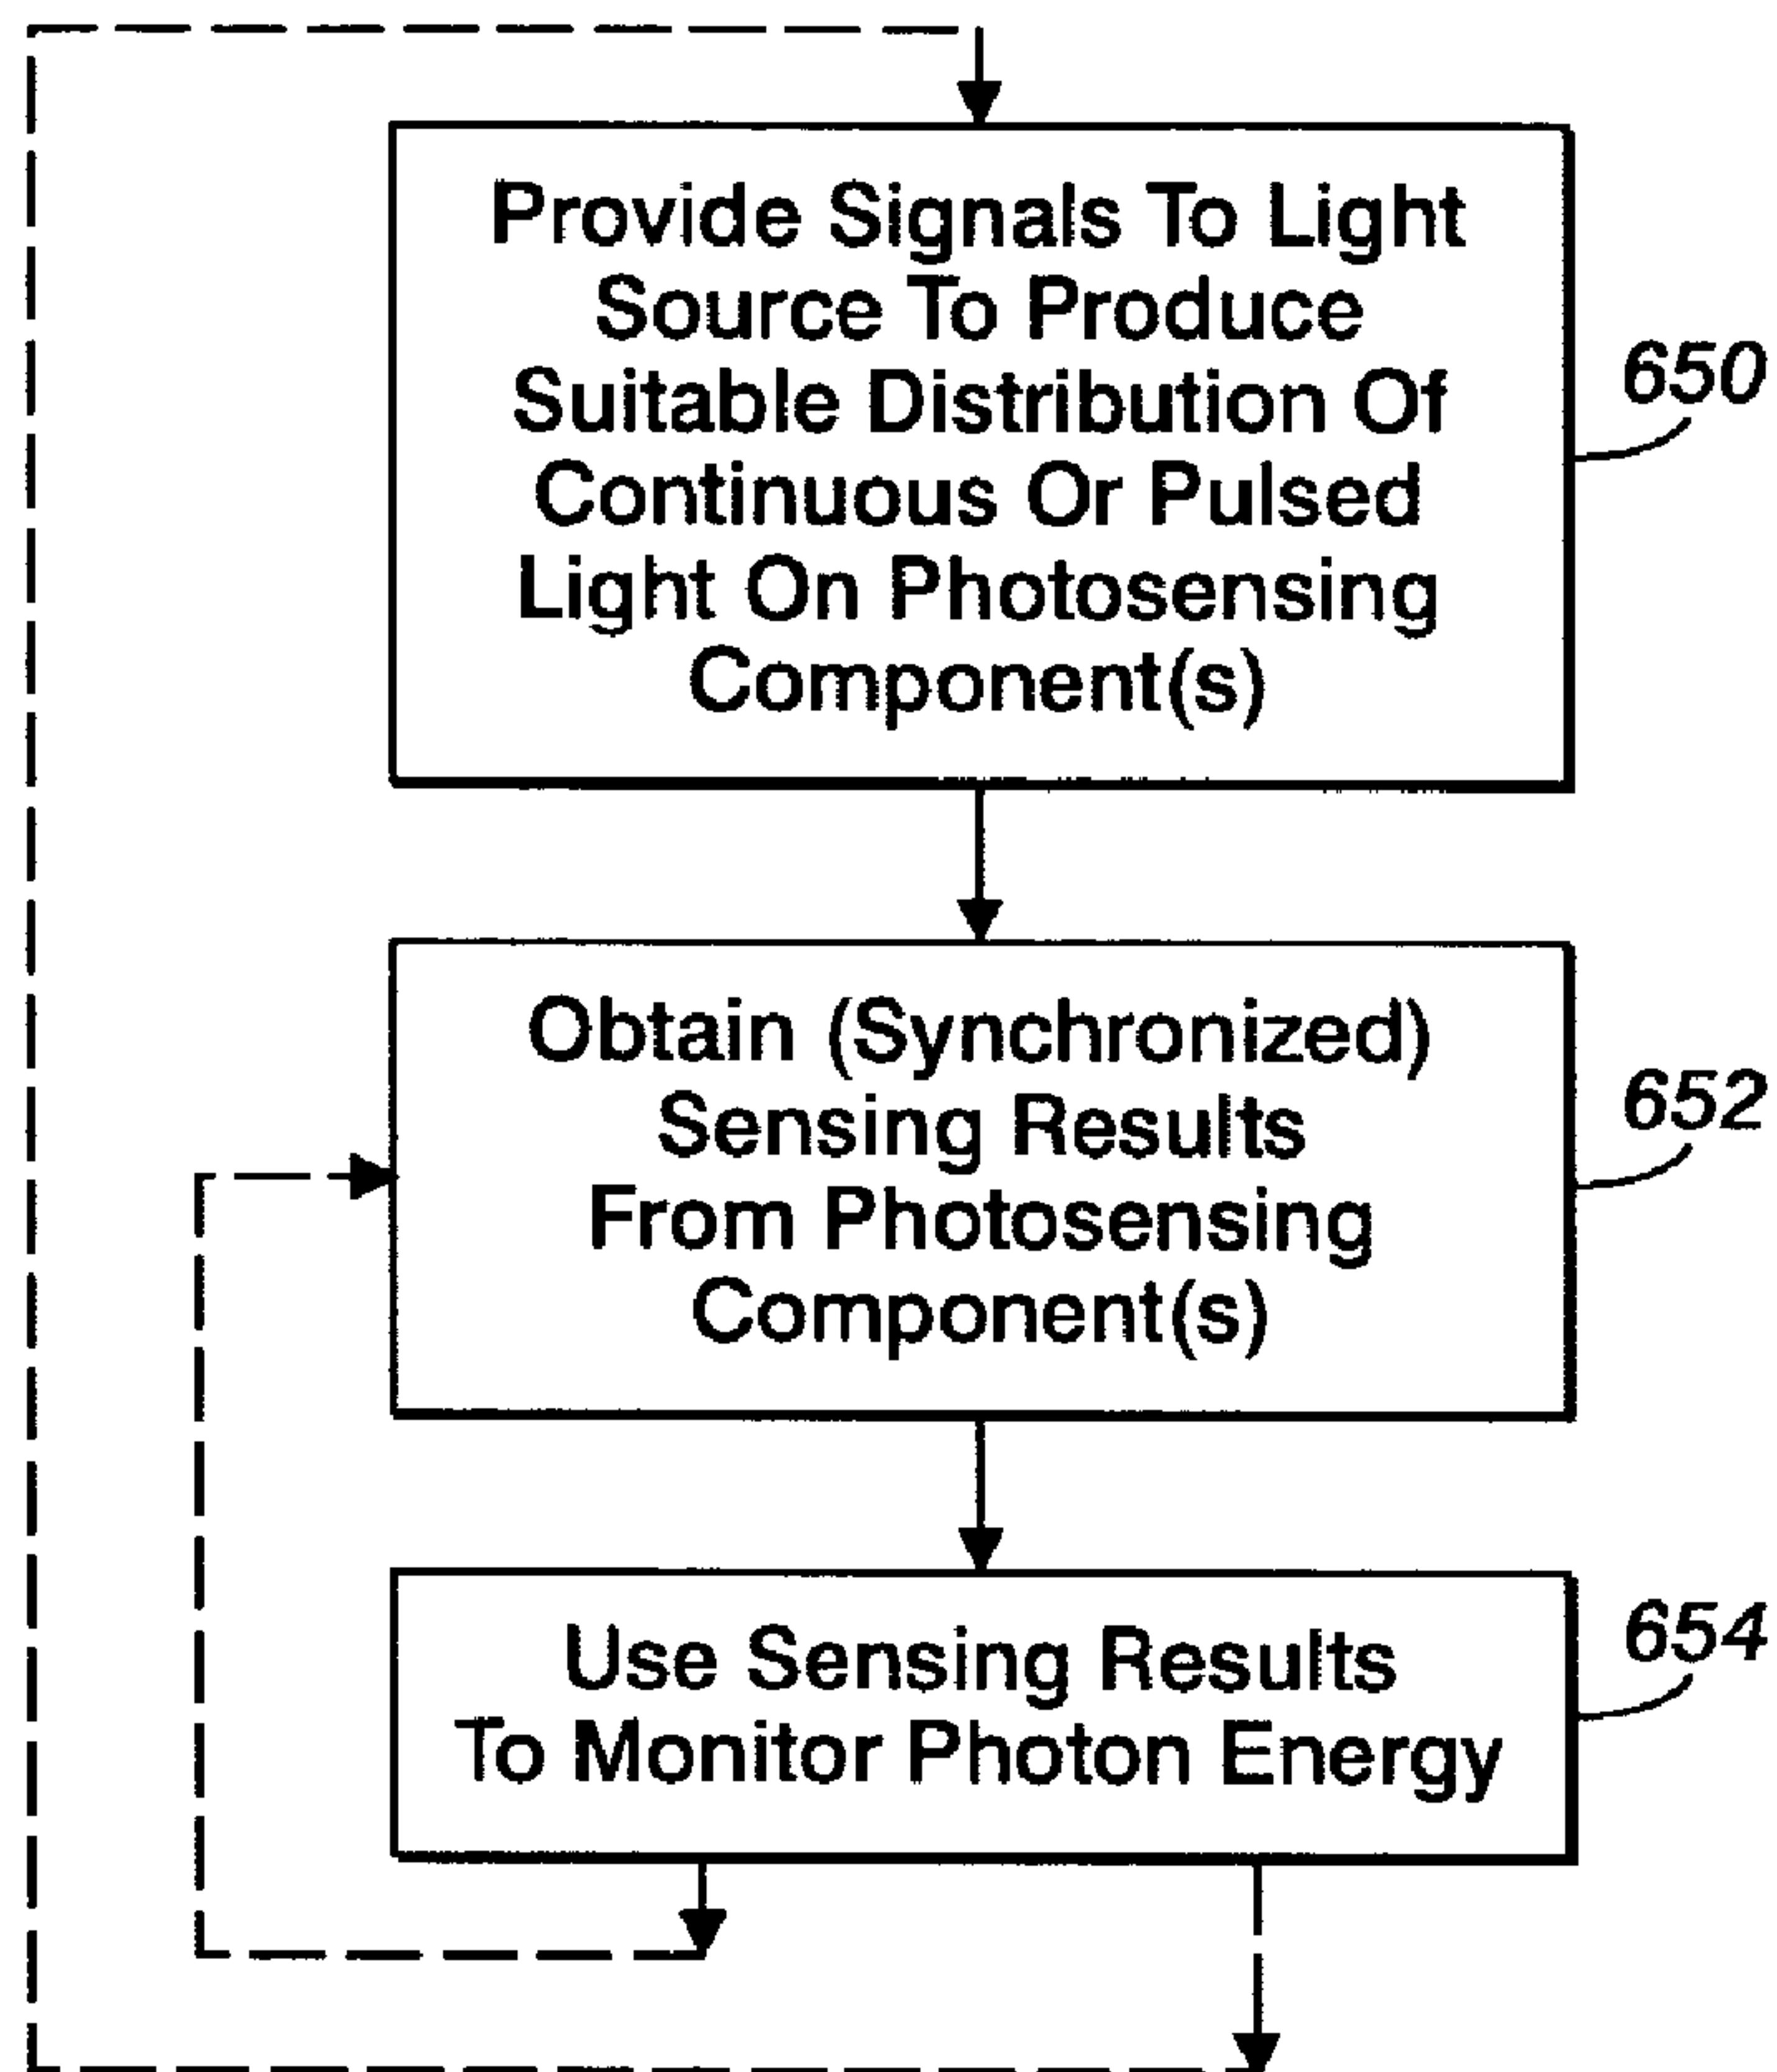 Provide Signals To Light
Source To Produce
Suitable Distribution Of
Continuous Or Pulsed
Light On Photosensing
Component(s)
650
Obtain (Synchronized)
Sensing Results
From Photosensing
Component(s)
652
Use Sensing Results
To Monitor Photon Energy
654